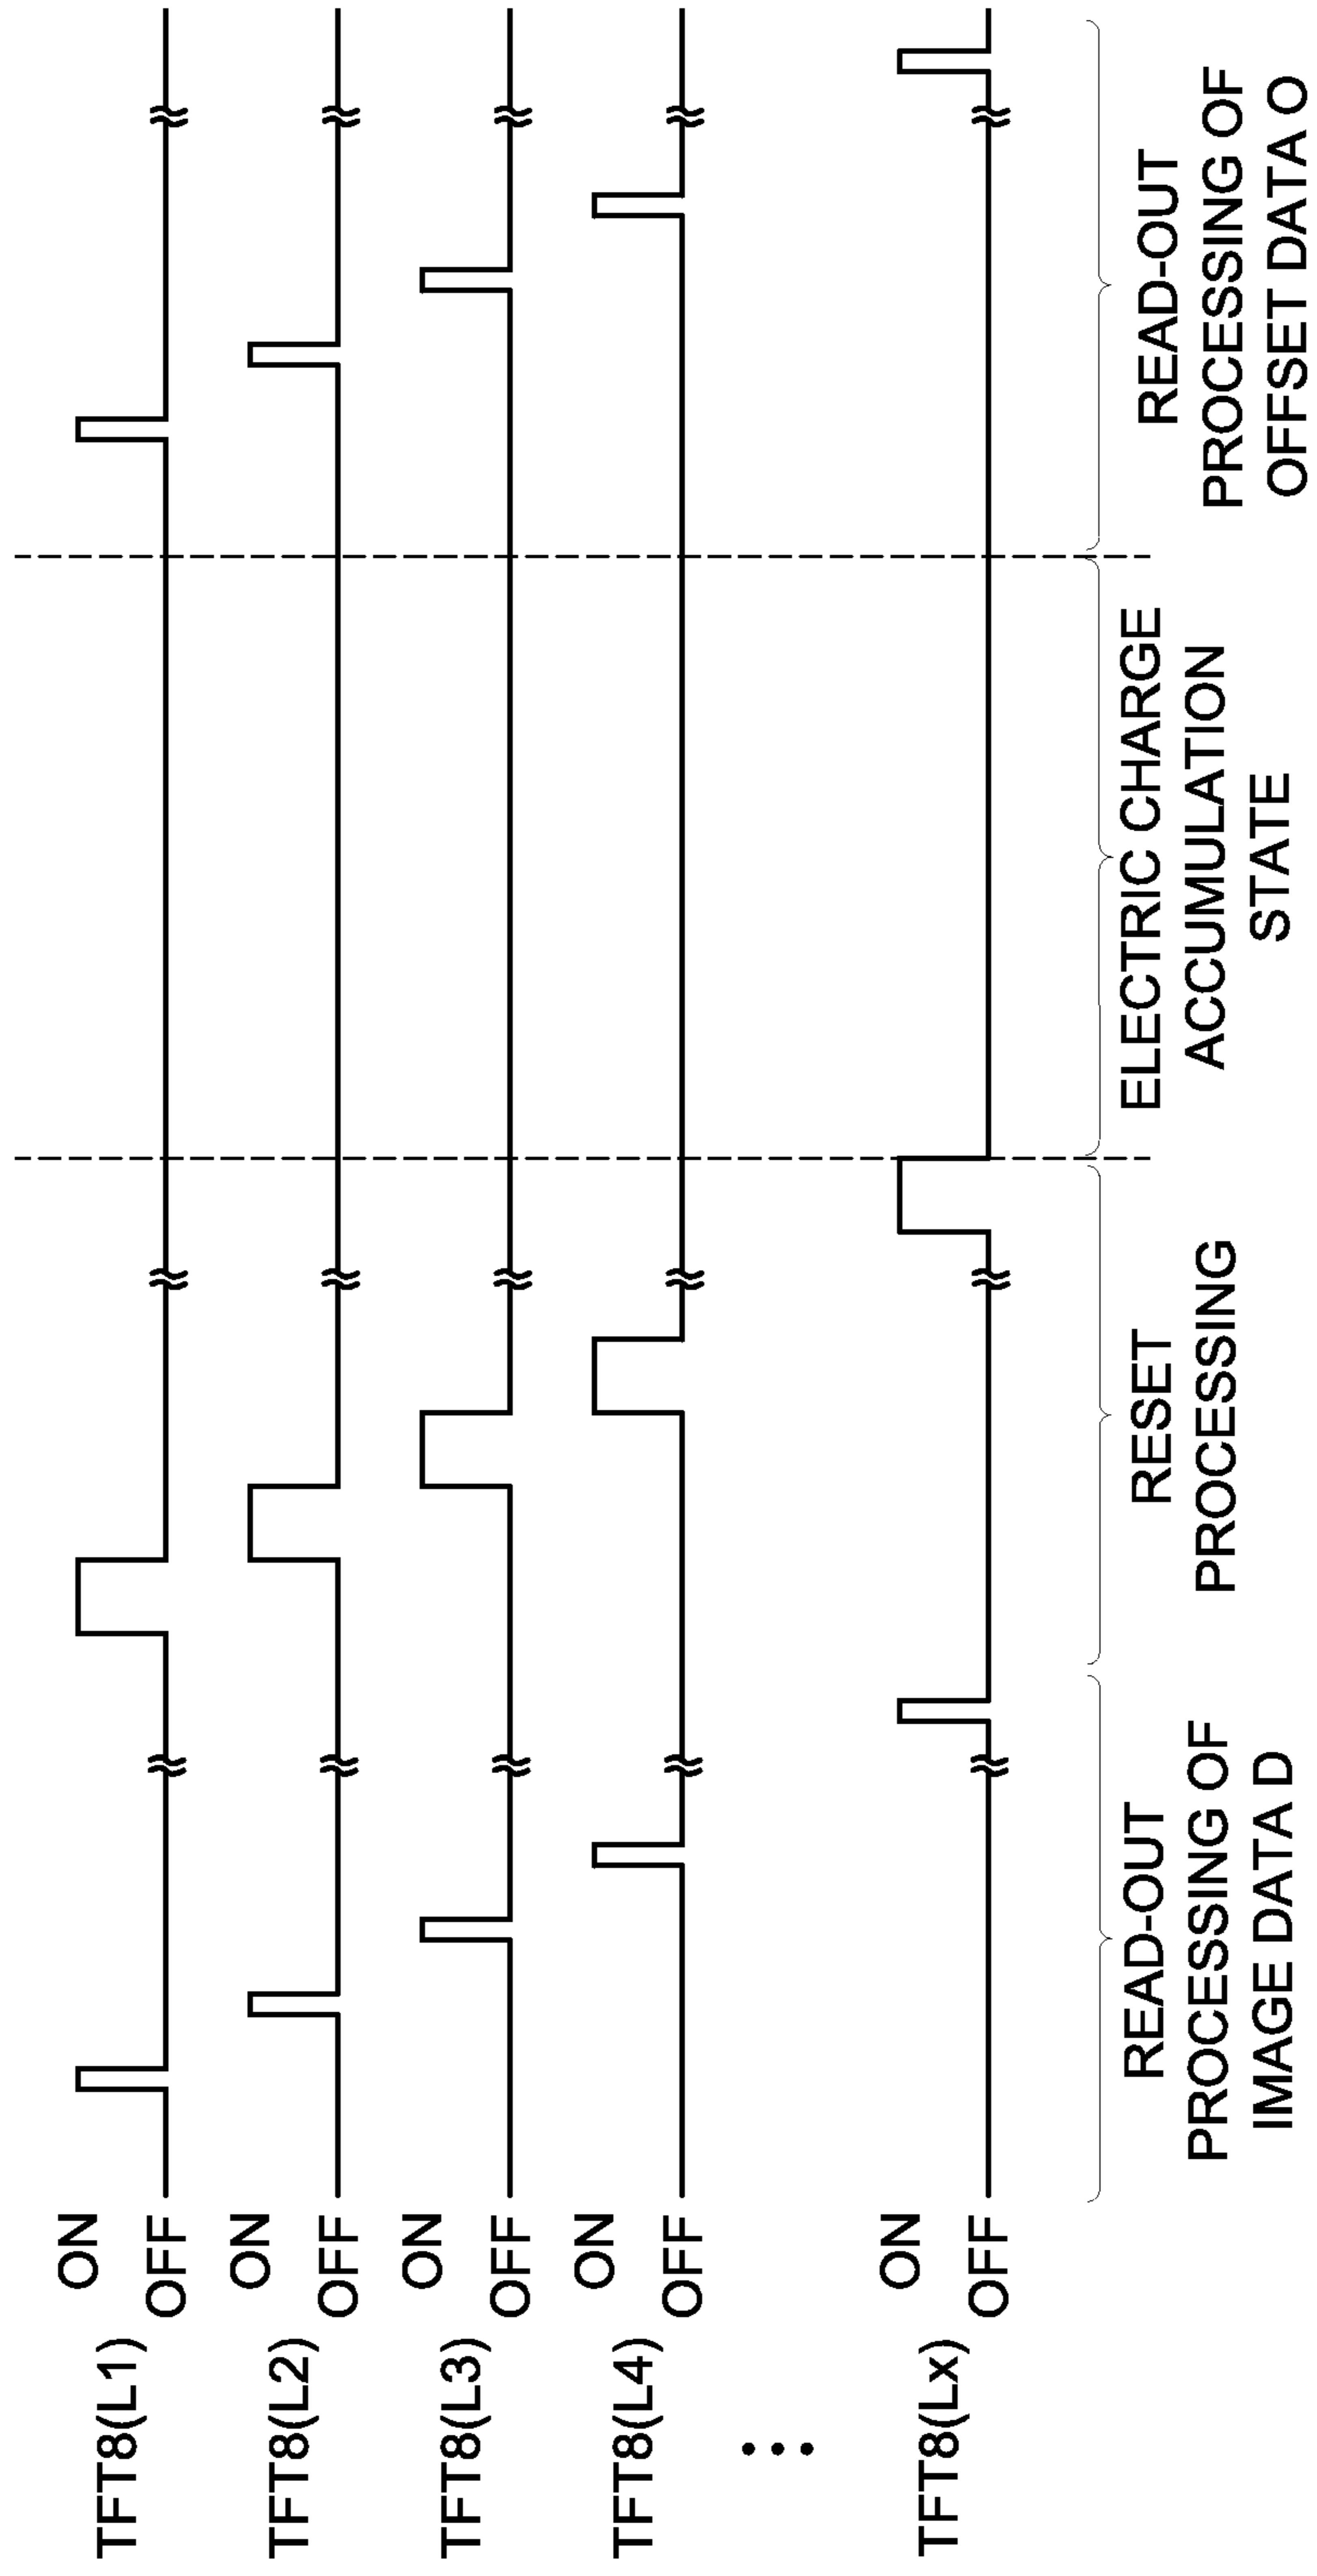 TFT8(L1)
ON
OFF
TFT8(L2)
ON
OFF
TFT8(L3)
ON
OFF
TFT8(L4)
ON
OFF
TFT8(Lx)
ON
OFF
READ-OUT
PROCESSING OF
IMAGE DATA D
RESET
PROCESSING
ELECTRIC CHARGE
ACCUMULATION
STATE
READ-OUT
PROCESSING OF
OFFSET DATA O